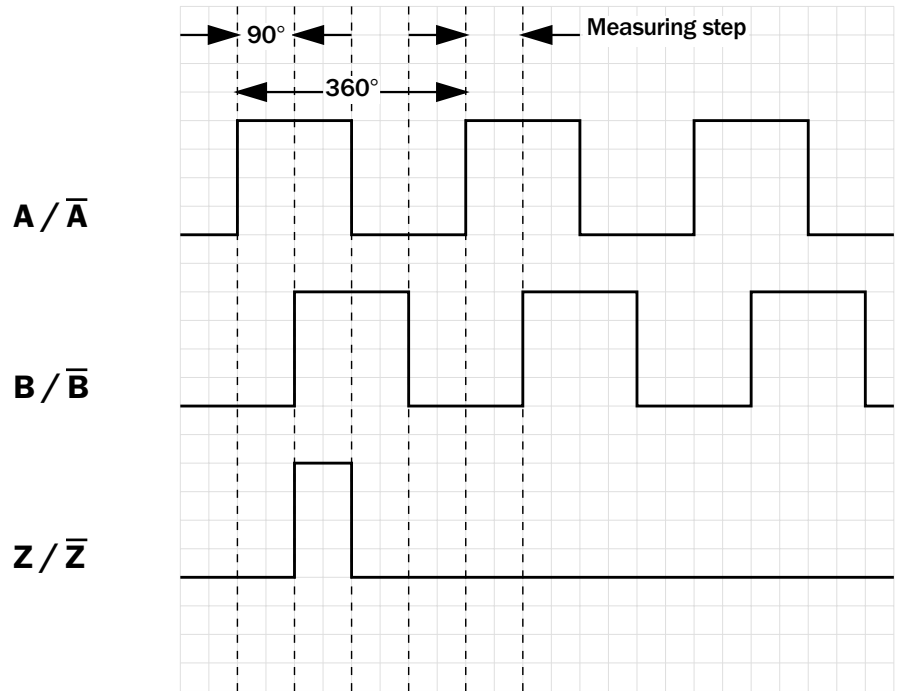 90° Measuring step
360°
A / A̅
B / B̅
Z / Z̅